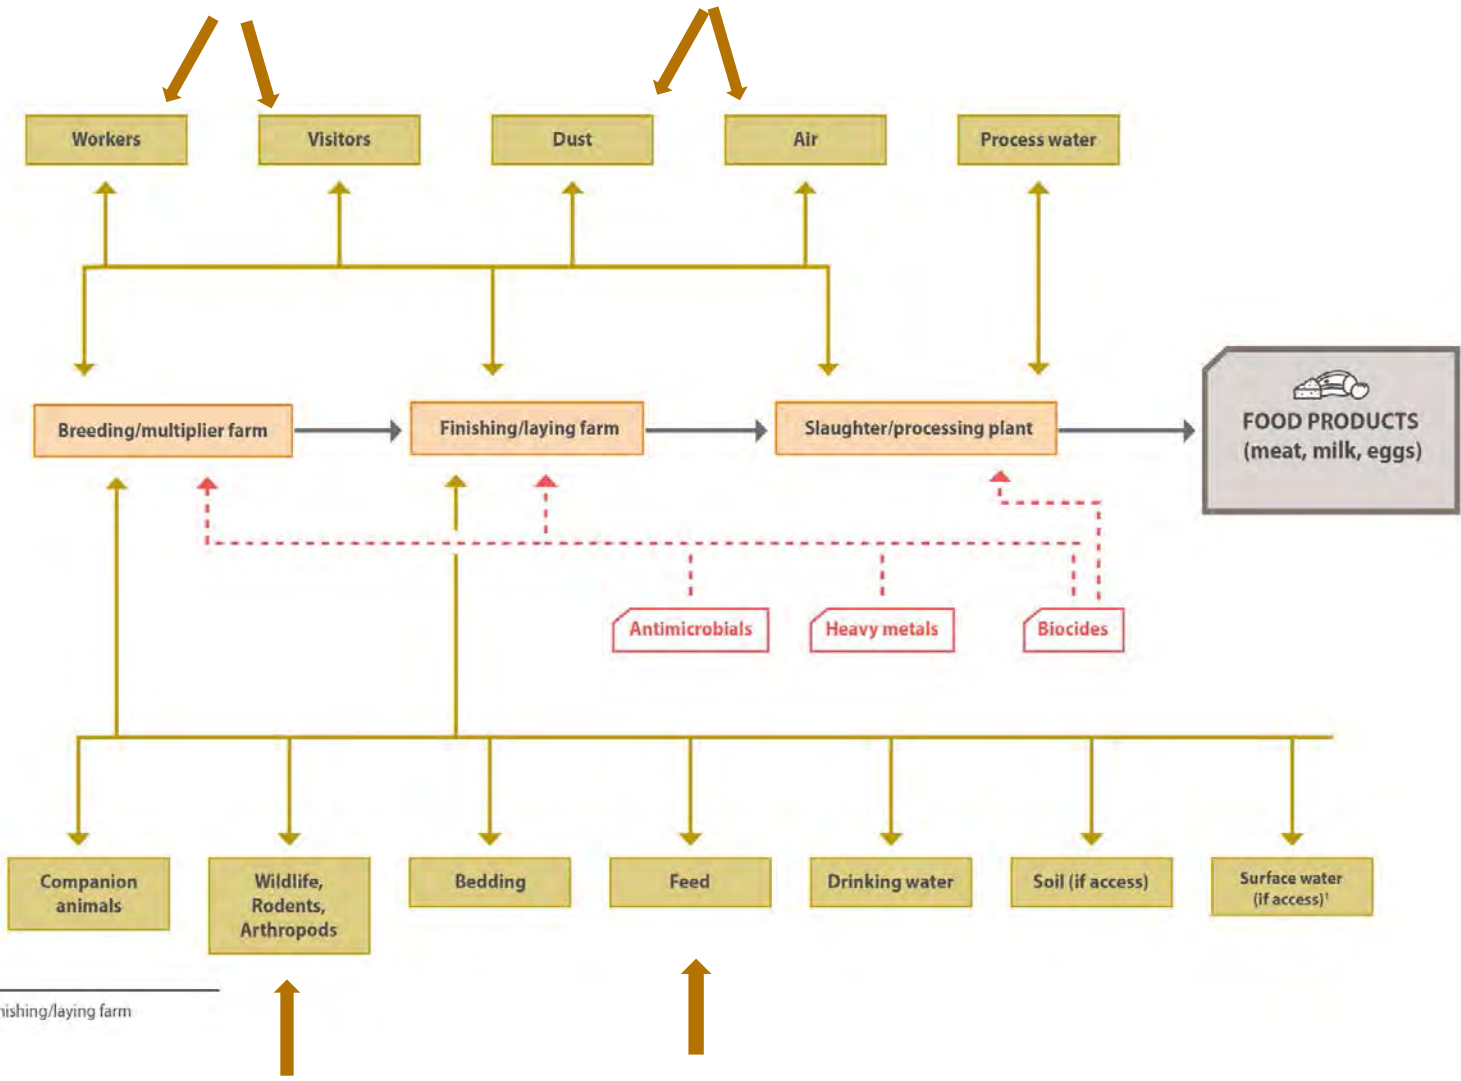 Workers
Visitors
Dust
Air
Process water
Breeding/multiplier farm
Finishing/laying farm
Slaughter/processing plant
FOOD PRODUCTS
(meat, milk, eggs)
Antimicrobials
Heavy metals
Biocides
Companion
animals
Wildlife,
Rodents,
Arthropods
Bedding
Feed
Drinking water
Soil (if access)
Surface water
(if access)¹
nishing/laying farm